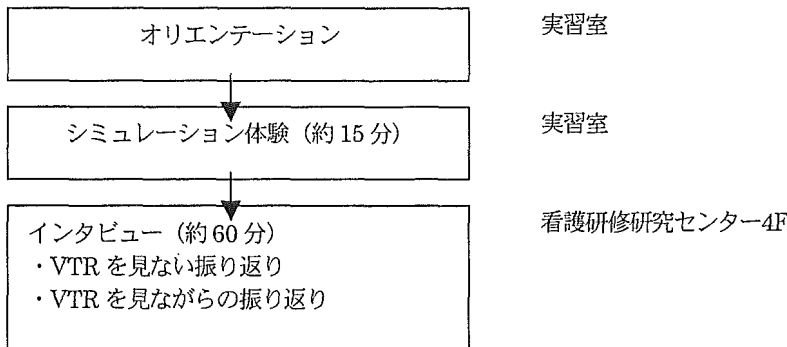 オリエンテーション
実習室
シミュレーション体験（約15分）
実習室
インタビュー（約60分）
・VTRを見ない振り返り
・VTRを見ながらの振り返り
看護研修研究センター4F